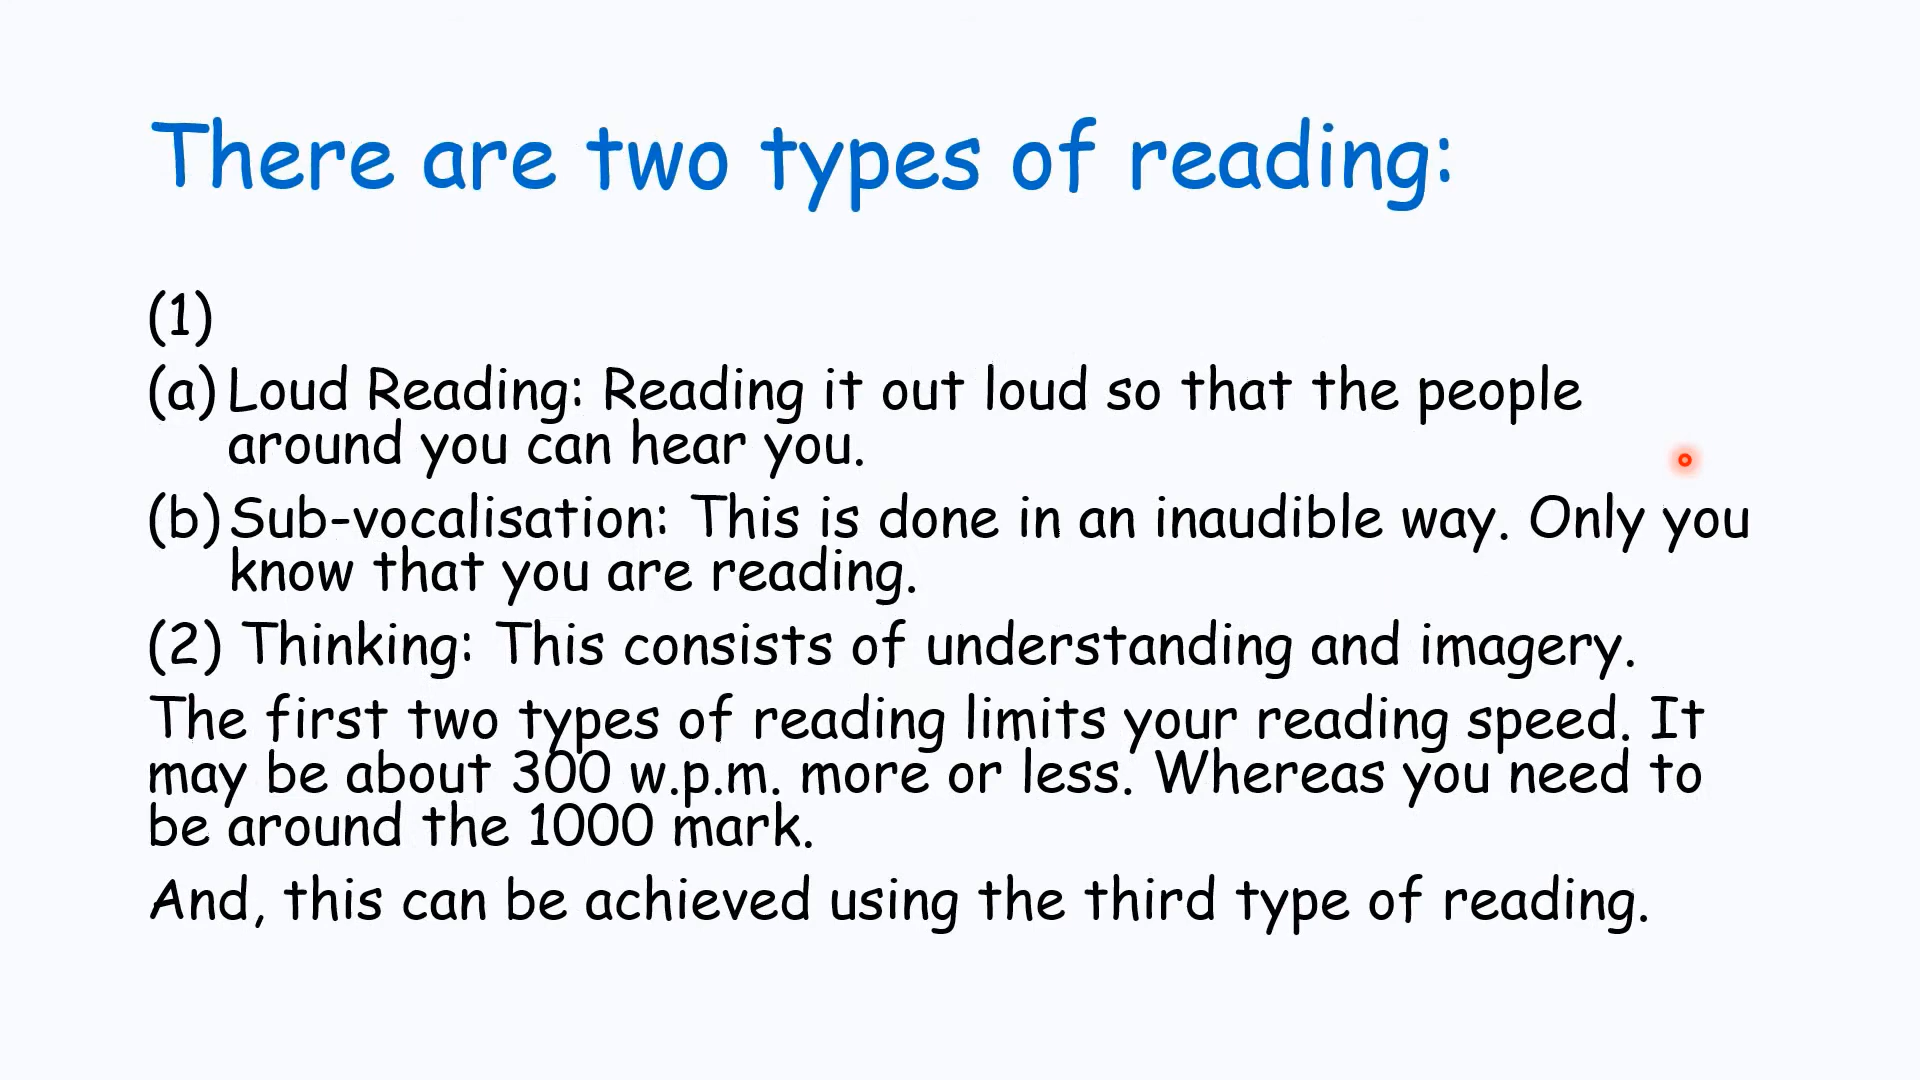 There are two types of reading:
(1)
(a) Loud Reading: Reading it out loud so that the people
around you can hear you.
(b) Sub-vocalisation: This is done in an inaudible way. Only you
know that you are reading.
(2) Thinking: This consists of understanding and imagery.
The first two types of reading limits your reading speed. It
may be about 300 w.p.m. more or less. Whereas you need to
be around the 1000 mark.
And, this can be achieved using the third type of reading.